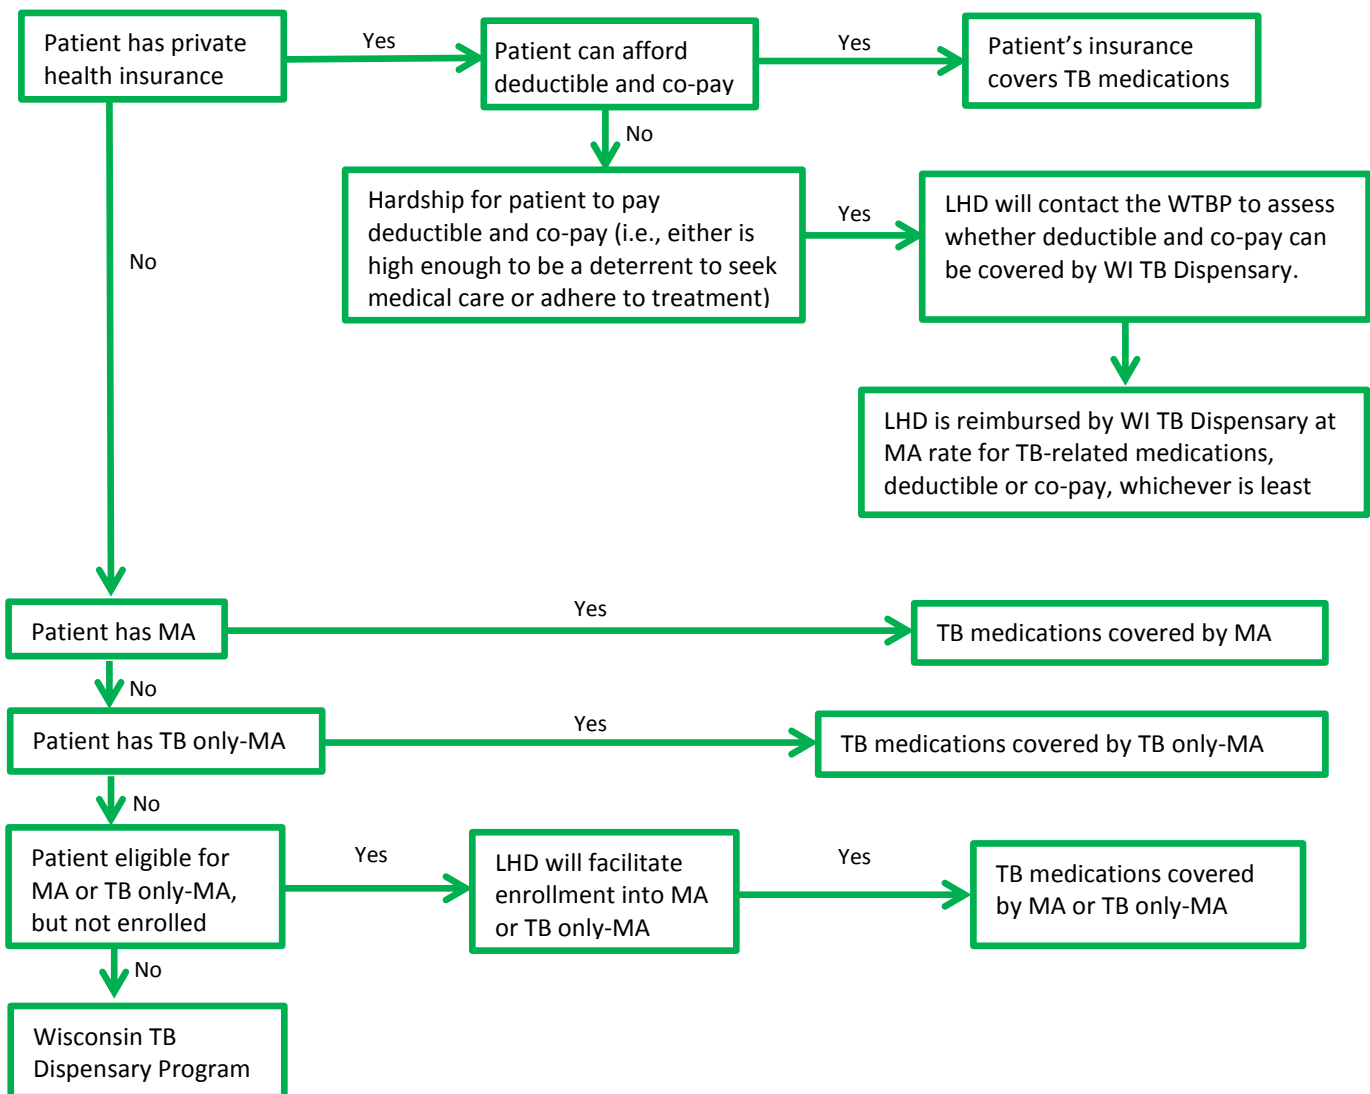 Patient has private
health insurance
Yes
Patient can afford
deductible and co-pay
Yes
Patient’s insurance
covers TB medications
No
Hardship for patient to pay
deductible and co-pay (i.e., either is
high enough to be a deterrent to seek
medical care or adhere to treatment)
Yes
LHD will contact the WTBP to assess
whether deductible and co-pay can
be covered by WI TB Dispensary.
LHD is reimbursed by WI TB Dispensary at
MA rate for TB-related medications,
deductible or co-pay, whichever is least
No
Patient has MA
Yes
TB medications covered by MA
No
Patient has TB only-MA
Yes
TB medications covered by TB only-MA
No
Patient eligible for
MA or TB only-MA,
but not enrolled
Yes
LHD will facilitate
enrollment into MA
or TB only-MA
Yes
TB medications covered
by MA or TB only-MA
No
Wisconsin TB
Dispensary Program